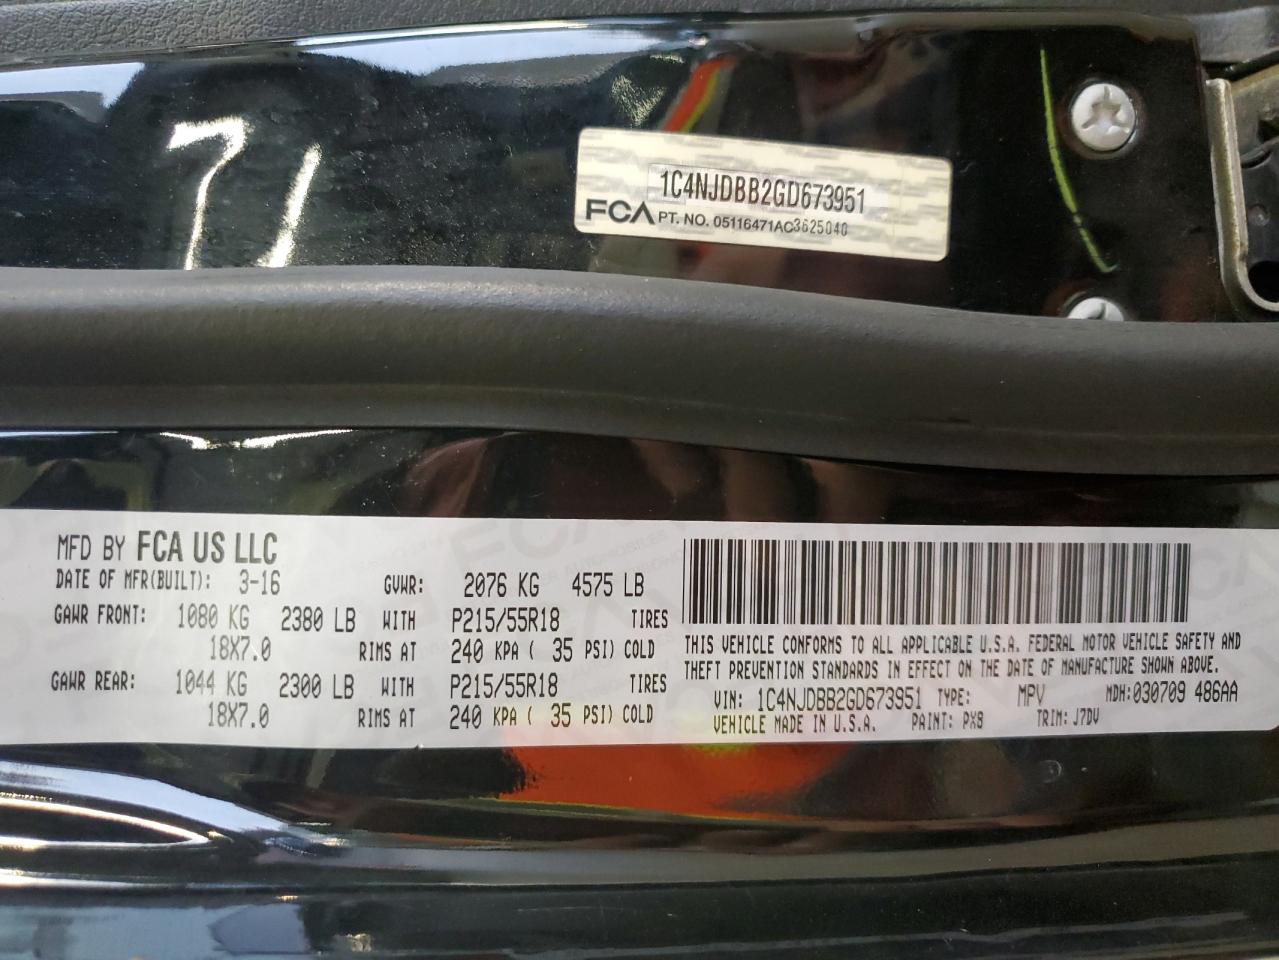 1C4NJDBB2GD673951
FCA PT. NO. 05116471AC3625040
MFD BY FCA US LLC
DATE OF MFR(BUILT): 3-16 GVWR: 2076 KG 4575 LB
GAWR FRONT: 1080 KG 2380 LB WITH P215/55R18 TIRES
18X7.0 RIMS AT 240 KPA ( 35 PSI) COLD
GAWR REAR: 1044 KG 2300 LB WITH P215/55R18 TIRES
18X7.0 RIMS AT 240 KPA ( 35 PSI) COLD
THIS VEHICLE CONFORMS TO ALL APPLICABLE U.S.A. FEDERAL MOTOR VEHICLE SAFETY AND
THEFT PREVENTION STANDARDS IN EFFECT ON THE DATE OF MANUFACTURE SHOWN ABOVE.
VIN: 1C4NJDBB2GD673951 TYPE: MPV MDH:030709 486AA
VEHICLE MADE IN U.S.A. PAINT: PX8 TRIM: J7DV